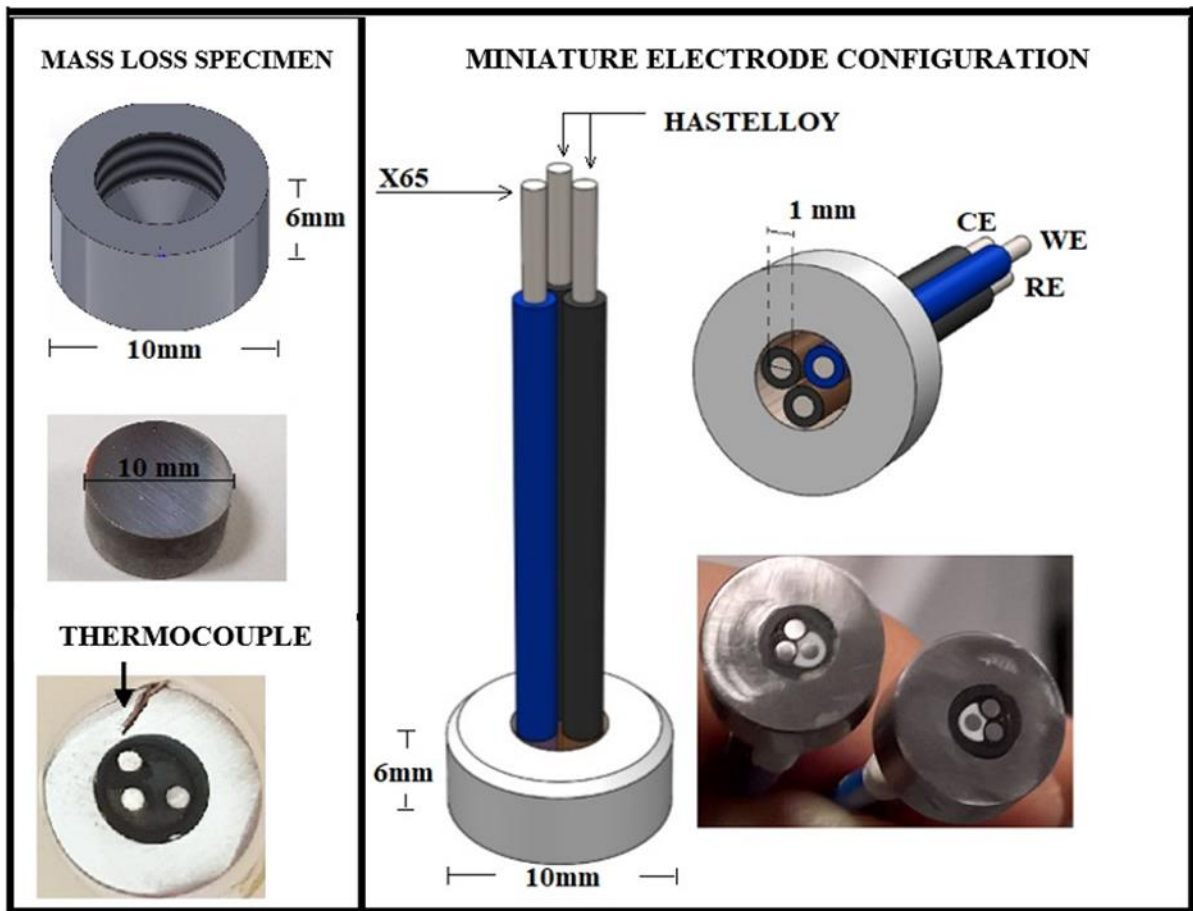 MASS LOSS SPECIMEN
6mm
10mm
10 mm
THERMOCOUPLE
MINIATURE ELECTRODE CONFIGURATION
HASTELLOY
X65
1 mm
CE
WE
RE
6mm
10mm